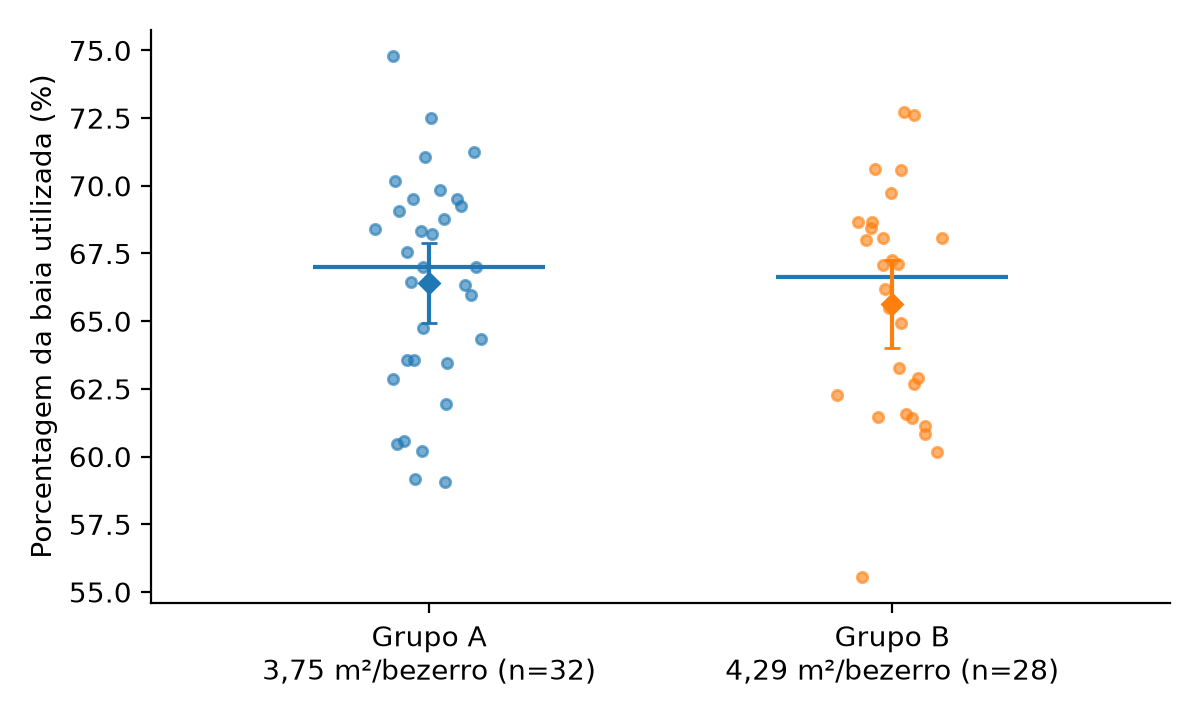 Porcentagem da baia utilizada (%)
75.0
72.5
70.0
67.5
65.0
62.5
60.0
57.5
55.0
Grupo A
3,75 m²/bezerro (n=32)
Grupo B
4,29 m²/bezerro (n=28)